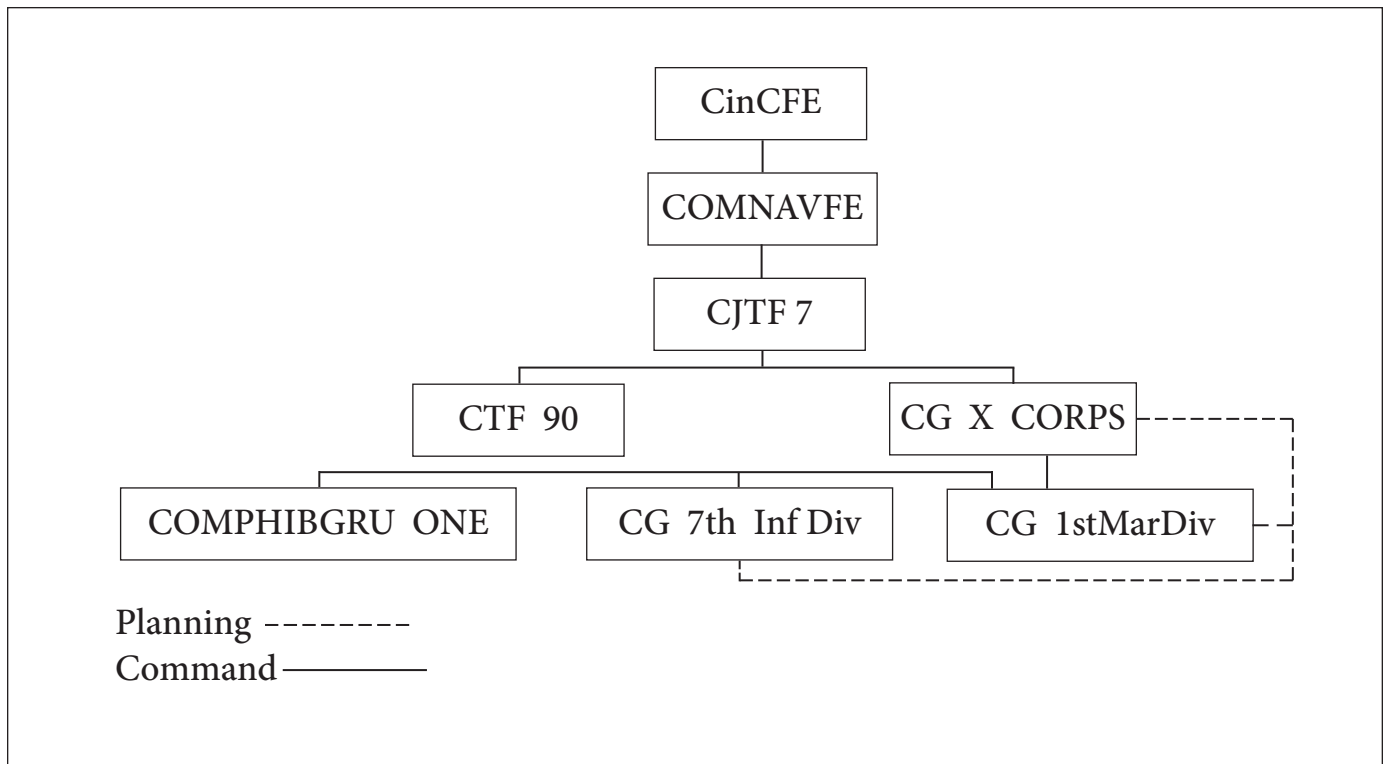 CinCFE
COMNAVFE
CJTF 7
CTF 90
CG X CORPS
COMPHIBGRU ONE
CG 7th Inf Div
CG 1stMarDiv
Planning
Command